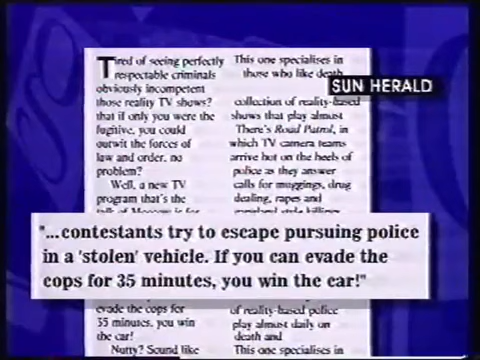 Tired of seeing perfectly
respectable criminals
obviously incompetent
those reality TV shows?
that if only you were the
fugitive, you could
outwit the forces of
law and order, no
problem?
Well, a new TV
program that's the
This one specialises in
those who like death
SUN HERALD
collection of reality-based
shows that play almost
There's Road Patrol, in
which TV camera teams
arrive hot on the heels of
police as they answer
calls for muggings, drug
dealing, rapes and
"...contestants try to escape pursuing police
in a 'stolen' vehicle. If you can evade the
cops for 35 minutes, you win the car!"
evade the cops for
35 minutes, you win
the car!
Nutty? Sound like
of reality-based police
play almost daily on
death and
This one specialises in